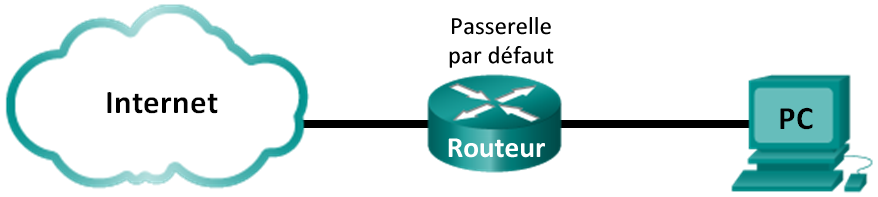 Internet
Passerelle
par défaut
Routeur
PC